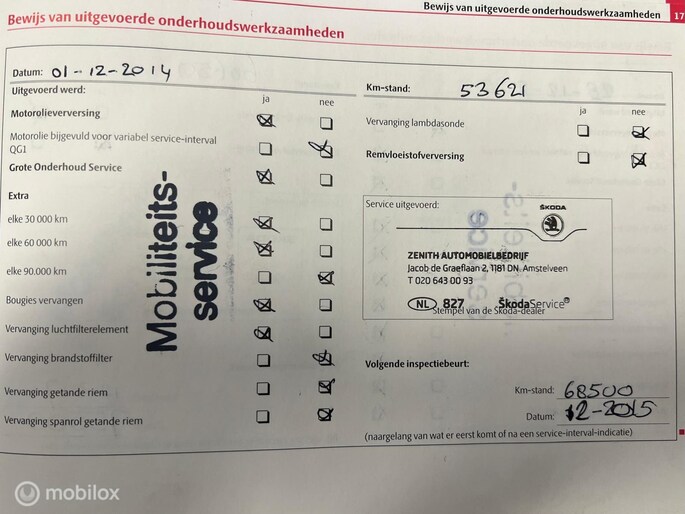 Bewijs van uitgevoerde onderhoudswerkzaamheden 17
Bewijs van uitgevoerde onderhoudswerkzaamheden
Datum: 01-12-2014
Uitgevoerd werd:
ja nee
Motorolieverversing
Motorolie bijgevuld voor variabel service-interval
QG1
Grote Onderhoud Service
Extra
elke 30 000 km
elke 60 000 km
elke 90.000 km
Bougies vervangen
Vervanging luchtfilterelement
Vervanging brandstoffilter
Vervanging getande riem
Vervanging spanrol getande riem
Mobiliteits-
service
Km-stand: 53621
ja nee
Vervanging lambdasonde
Remvloeistofverversing
Service uitgevoerd:
ŠKODA
ZENITH AUTOMOBIELBEDRIJF
Jacob de Graeflaan 2, 1181 DN Amstelveen
T 020 643 00 93
NL 827 ŠkodaService®
Stempel van de Škoda-dealer
Volgende inspectiebeurt:
Km-stand: 68500
Datum: 12-2015
(naargelang van wat er eerst komt of na een service-interval-indicatie)
mobilox